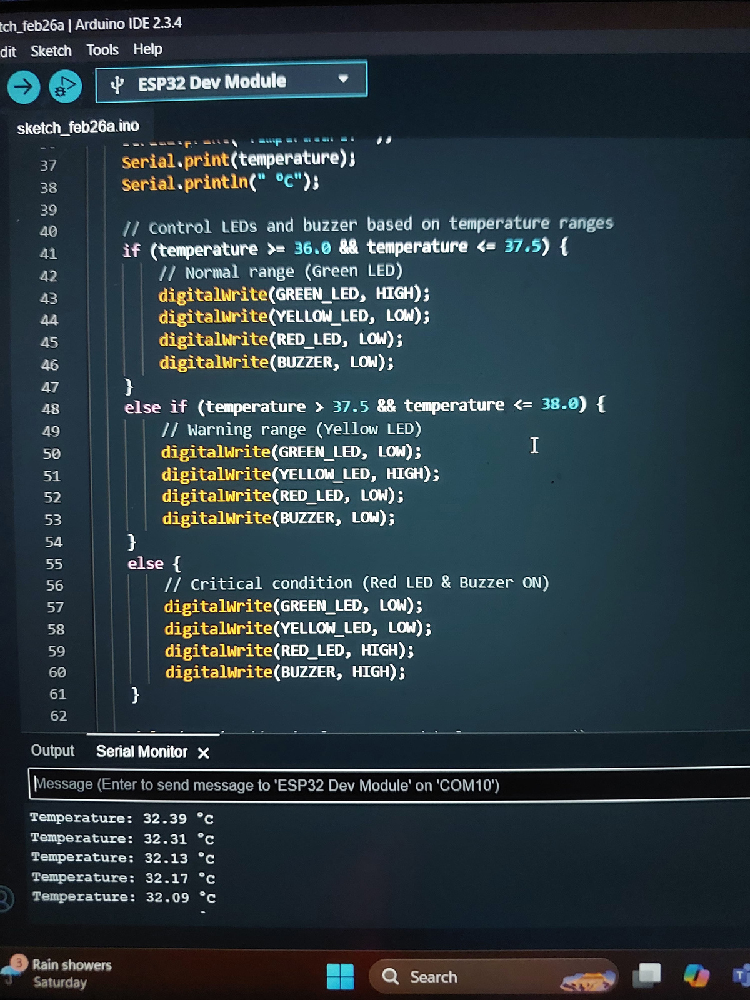 tch_feb26a | Arduino IDE 2.3.4
dit Sketch Tools Help
ESP32 Dev Module
sketch_feb26a.ino
37 Serial.print(temperature);
38 Serial.println(" °C");
39
40 // Control LEDs and buzzer based on temperature ranges
41 if (temperature >= 36.0 && temperature <= 37.5) {
42 // Normal range (Green LED)
43 digitalWrite(GREEN_LED, HIGH);
44 digitalWrite(YELLOW_LED, LOW);
45 digitalWrite(RED_LED, LOW);
46 digitalWrite(BUZZER, LOW);
47 }
48 else if (temperature > 37.5 && temperature <= 38.0) {
49 // Warning range (Yellow LED)
50 digitalWrite(GREEN_LED, LOW);
51 digitalWrite(YELLOW_LED, HIGH);
52 digitalWrite(RED_LED, LOW);
53 digitalWrite(BUZZER, LOW);
54 }
55 else {
56 // Critical condition (Red LED & Buzzer ON)
57 digitalWrite(GREEN_LED, LOW);
58 digitalWrite(YELLOW_LED, LOW);
59 digitalWrite(RED_LED, HIGH);
60 digitalWrite(BUZZER, HIGH);
61 }
62
Output Serial Monitor X
Message (Enter to send message to 'ESP32 Dev Module' on 'COM10')
Temperature: 32.39 °C
Temperature: 32.31 °C
Temperature: 32.13 °C
Temperature: 32.17 °C
Temperature: 32.09 °C
3 Rain showers
Saturday
Search
T